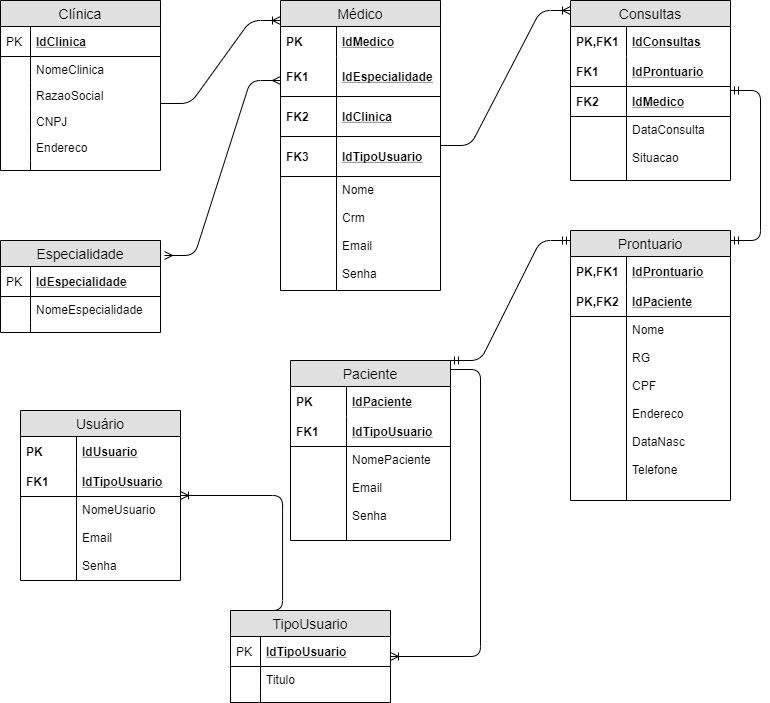 Clínica
PK IdClinica
NomeClinica
RazaoSocial
CNPJ
Endereco
Médico
PK IdMedico
FK1 IdEspecialidade
FK2 IdClinica
FK3 IdTipoUsuario
Nome
Crm
Email
Senha
Consultas
PK,FK1 IdConsultas
FK1 IdProntuario
FK2 IdMedico
DataConsulta
Situacao
Especialidade
PK IdEspecialidade
NomeEspecialidade
Prontuario
PK,FK1 IdProntuario
PK,FK2 IdPaciente
Nome
RG
CPF
Endereco
DataNasc
Telefone
Paciente
PK IdPaciente
FK1 IdTipoUsuario
NomePaciente
Email
Senha
Usuário
PK IdUsuario
FK1 IdTipoUsuario
NomeUsuario
Email
Senha
TipoUsuario
PK IdTipoUsuario
Titulo